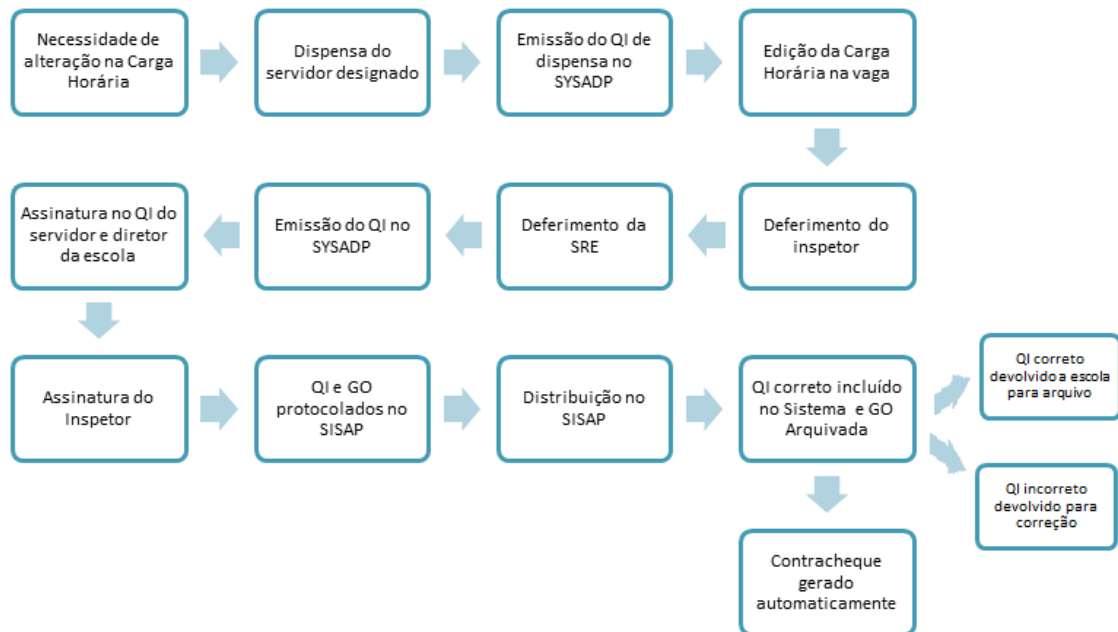 Necessidade de
alteração na Carga
Horária
Dispensa do
servidor designado
Emissão do QI de
dispensa no
SYSADP
Edição da Carga
Horária na vaga
Deferimento do
inspetor
Deferimento da
SRE
Emissão do QI no
SYSADP
Assinatura no QI do
servidor e diretor
da escola
Assinatura do
Inspetor
QI e GO
protocolados no
SISAP
Distribuição no
SISAP
QI correto incluído
no Sistema e GO
Arquivada
QI correto
devolvido a escola
para arquivo
QI incorreto
devolvido para
correção
Contracheque
gerado
automaticamente